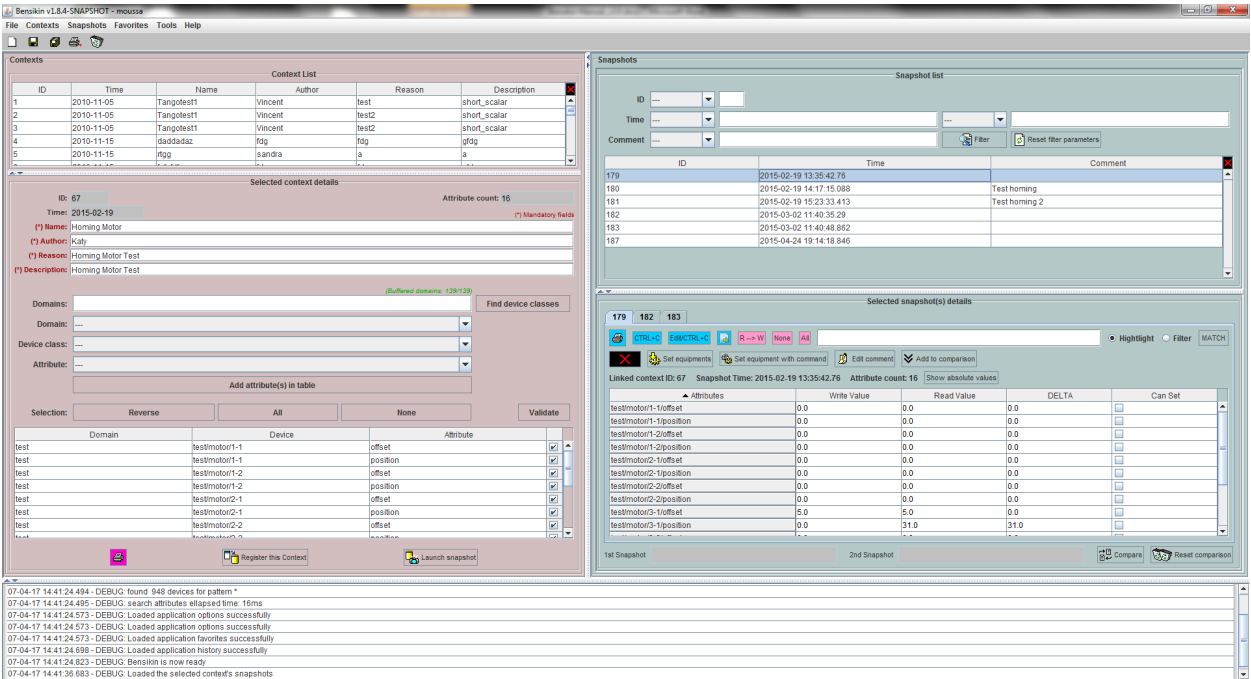 Bensikin v1.8.4-SNAPSHOT - moussa
File Contexts Snapshots Favorites Tools Help
Contexts
Context List
ID Time Name Author Reason Description
1 2010-11-05 Tangotest1 Vincent test short_scalar
2 2010-11-05 Tangotest1 Vincent test2 short_scalar
3 2010-11-05 Tangotest1 Vincent test2 short_scalar
4 2010-11-15 daddadaz fdg fdg gfdg
5 2010-11-15 rtgg sandra a a
Selected context details
ID: 67 Attribute count: 16
Time: 2015-02-19 (*) Mandatory fields
(*) Name: Homing Motor
(*) Author: Katy
(*) Reason: Homing Motor Test
(*) Description: Homing Motor Test
(Buffered domains: 139/139)
Domains: Find device classes
Domain: ---
Device class: ---
Attribute: ---
Add attribute(s) in table
Selection: Reverse All None Validate
Domain Device Attribute
test test/motor/1-1 offset
test test/motor/1-1 position
test test/motor/1-2 offset
test test/motor/1-2 position
test test/motor/2-1 offset
test test/motor/2-1 position
test test/motor/2-2 offset
Register this Context Launch snapshot
Snapshots
Snapshot list
ID ---
Time --- ---
Comment --- Filter Reset filter parameters
ID Time Comment
179 2015-02-19 13:35:42.76
180 2015-02-19 14:17:15.088 Test homing
181 2015-02-19 15:23:33.413 Test homing 2
182 2015-03-02 11:40:35.29
183 2015-03-02 11:40:48.852
187 2015-04-24 19:14:18.846
Selected snapshot(s) details
179 182 183
CTRL+C Edit/CTRL+C R --> W None All Hightlight Filter MATCH
Set equipments Set equipment with command Edit comment Add to comparison
Linked context ID: 67 Snapshot Time: 2015-02-19 13:35:42.76 Attribute count: 16 Show absolute values
Attributes Write Value Read Value DELTA Can Set
test/motor/1-1/offset 0.0 0.0 0.0
test/motor/1-1/position 0.0 0.0 0.0
test/motor/1-2/offset 0.0 0.0 0.0
test/motor/1-2/position 0.0 0.0 0.0
test/motor/2-1/offset 0.0 0.0 0.0
test/motor/2-1/position 0.0 0.0 0.0
test/motor/2-2/offset 0.0 0.0 0.0
test/motor/2-2/position 0.0 0.0 0.0
test/motor/3-1/offset 5.0 5.0 0.0
test/motor/3-1/position 0.0 31.0 31.0
1st Snapshot 2nd Snapshot Compare Reset comparison
07-04-17 14:41:24.494 - DEBUG: found 948 devices for pattern *
07-04-17 14:41:24.495 - DEBUG: search attributes ellapsed time: 16ms
07-04-17 14:41:24.573 - DEBUG: Loaded application options successfully
07-04-17 14:41:24.573 - DEBUG: Loaded application options successfully
07-04-17 14:41:24.573 - DEBUG: Loaded application favorites successfully
07-04-17 14:41:24.698 - DEBUG: Loaded application history successfully
07-04-17 14:41:24.823 - DEBUG: Bensikin is now ready
07-04-17 14:41:36.683 - DEBUG: Loaded the selected context's snapshots